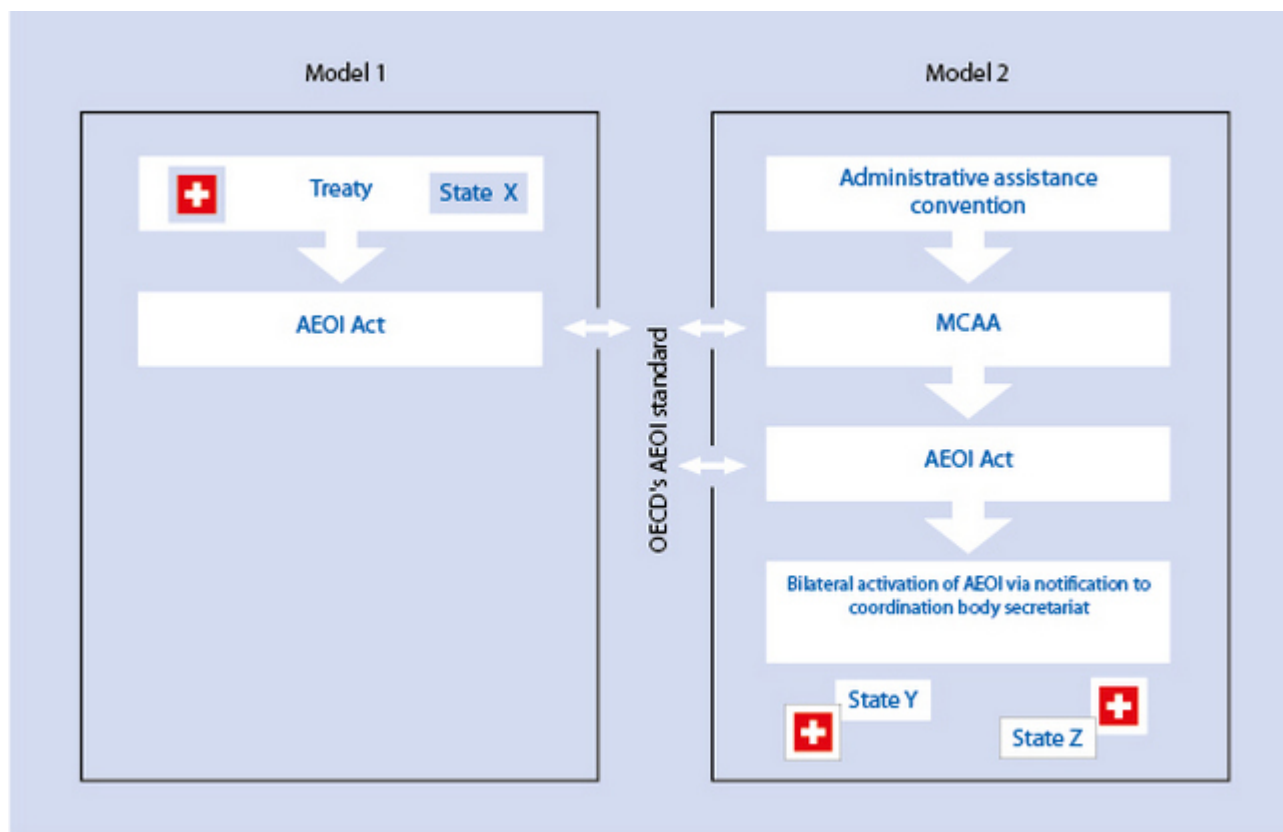 Model 1
Treaty
State X
AEOI Act
OECD's AEOI standard
Model 2
Administrative assistance
convention
MCAA
AEOI Act
Bilateral activation of AEOI via notification to
coordination body secretariat
State Y
State Z